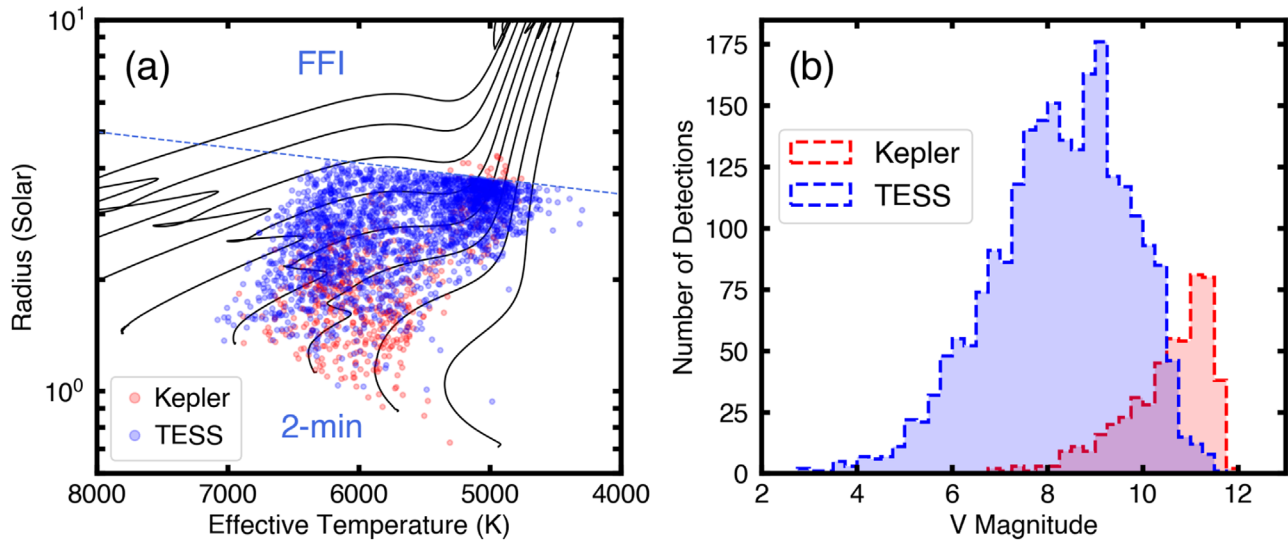 (a)
FFI
2-min
Kepler
TESS
10¹
10⁰
Radius (Solar)
8000 7000 6000 5000 4000
Effective Temperature (K)
(b)
Kepler
TESS
175
150
125
100
75
50
25
0
Number of Detections
2 4 6 8 10 12
V Magnitude